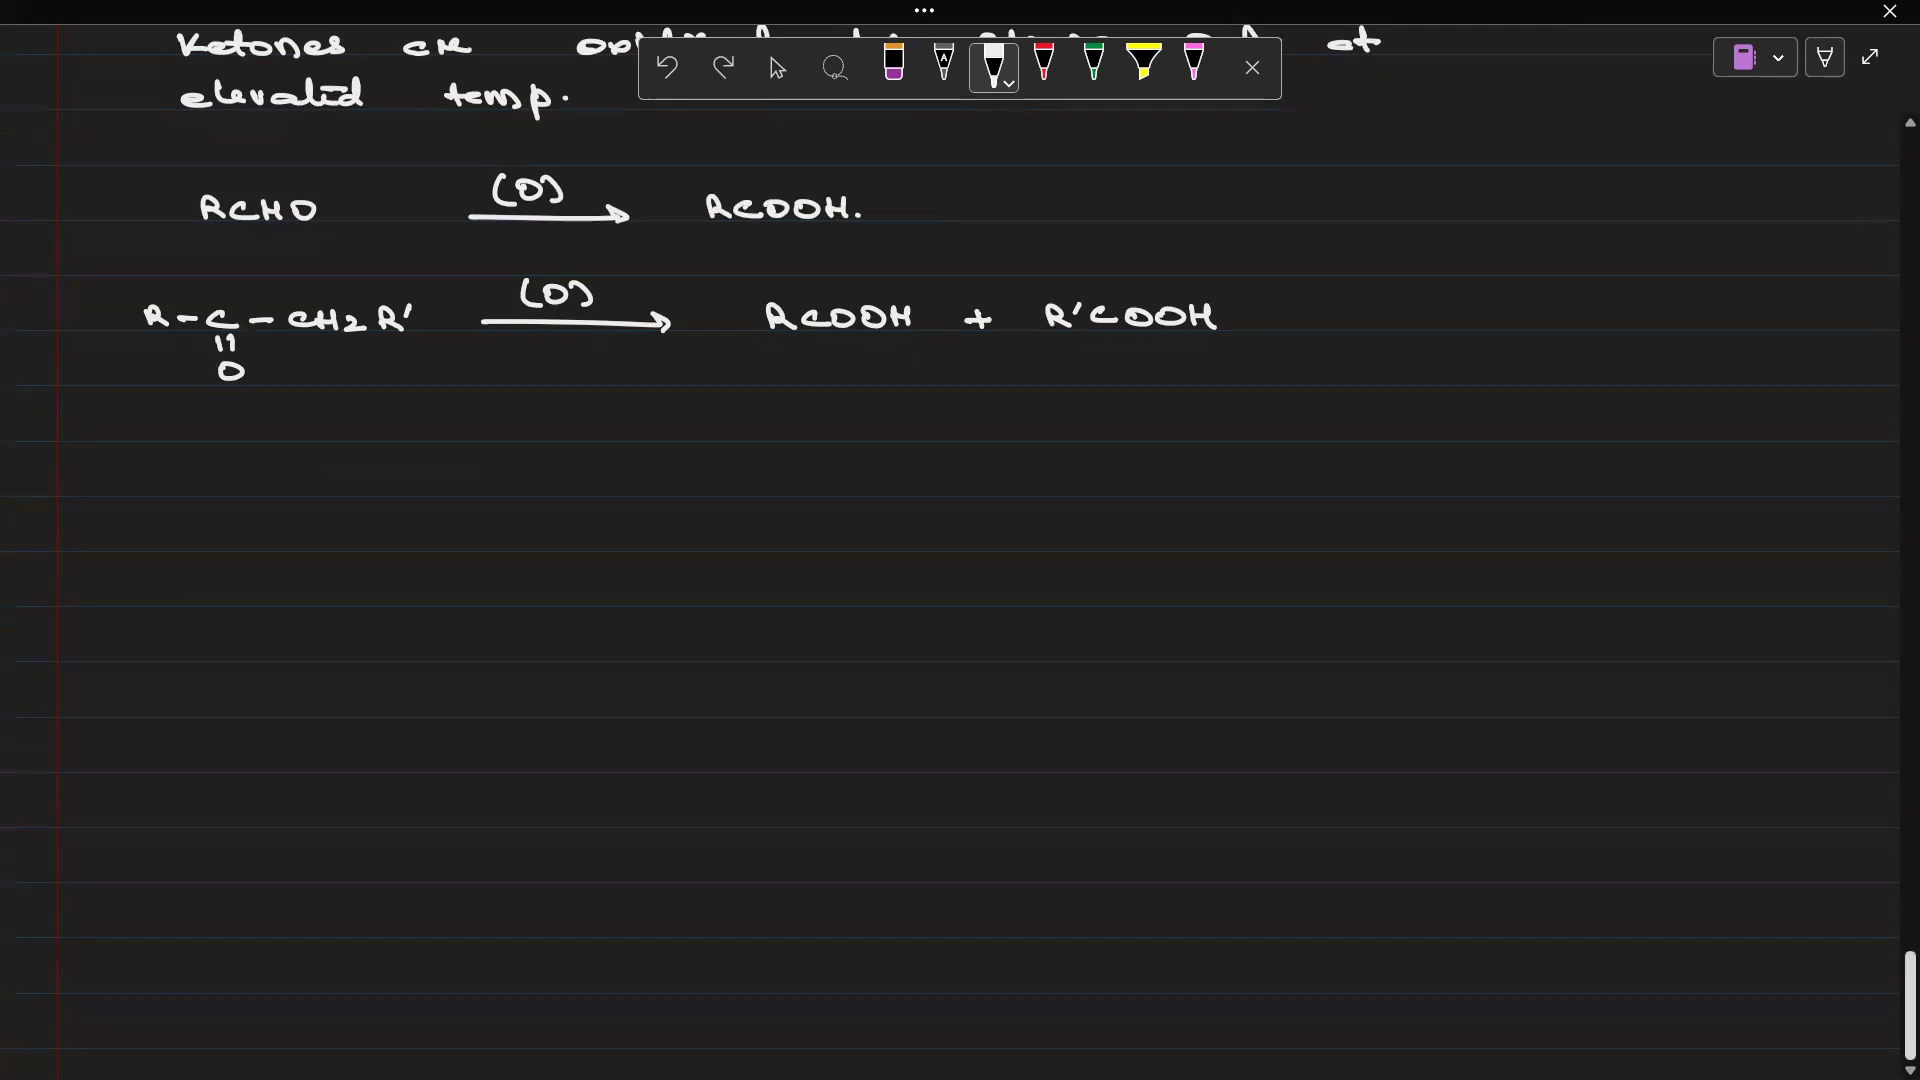 Ketones are at
elevated temp.
(O)
RCHO → RCOOH.
(O)
R-C-CH2R' → RCOOH + R'COOH
||
O